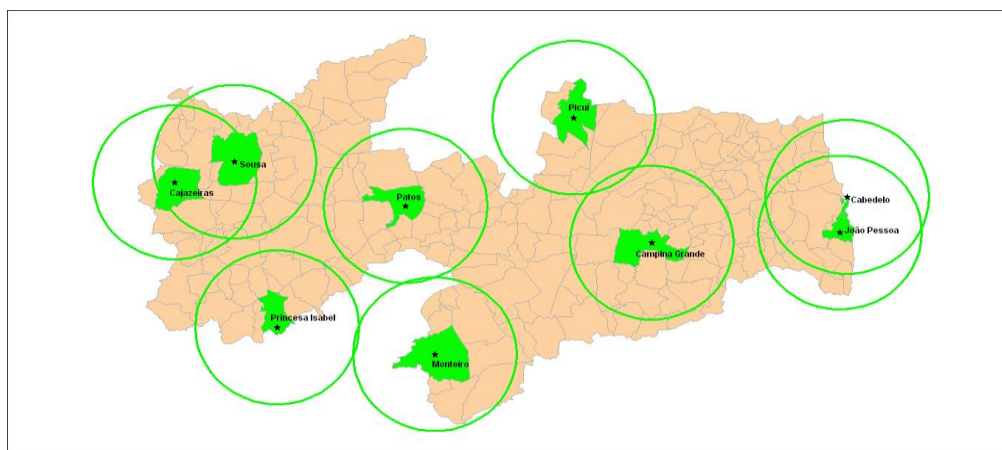 Picuí
Sousa
Cajazeiras
Patos
Cabedelo
João Pessoa
Campina Grande
Princesa Isabel
Monteiro